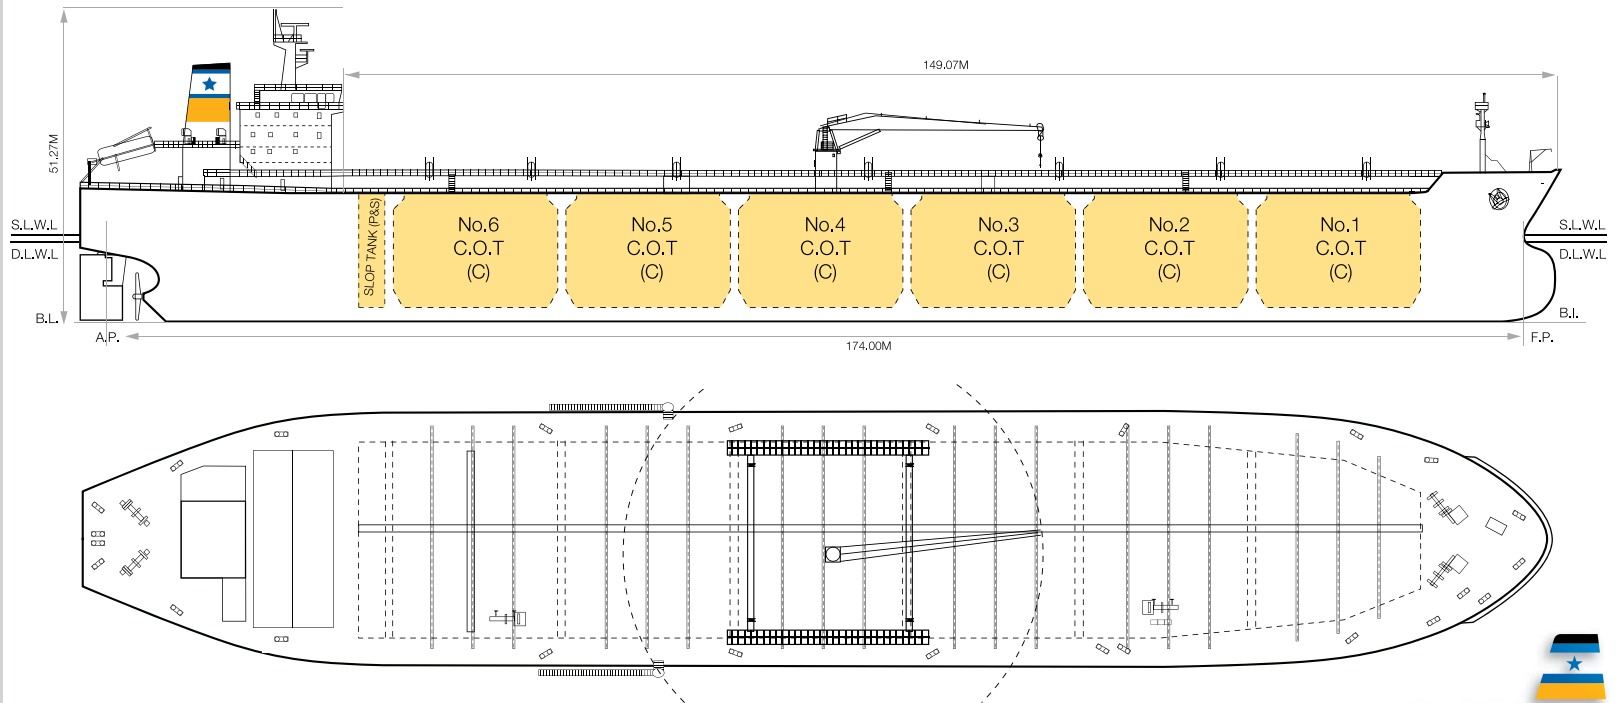 149.07M
51.27M
S.L.W.L
D.L.W.L
B.L.
A.P.
SLOP TANK (P&S)
No.6
C.O.T
(C)
No.5
C.O.T
(C)
No.4
C.O.T
(C)
No.3
C.O.T
(C)
No.2
C.O.T
(C)
No.1
C.O.T
(C)
S.L.W.L
D.L.W.L
B.I.
F.P.
174.00M